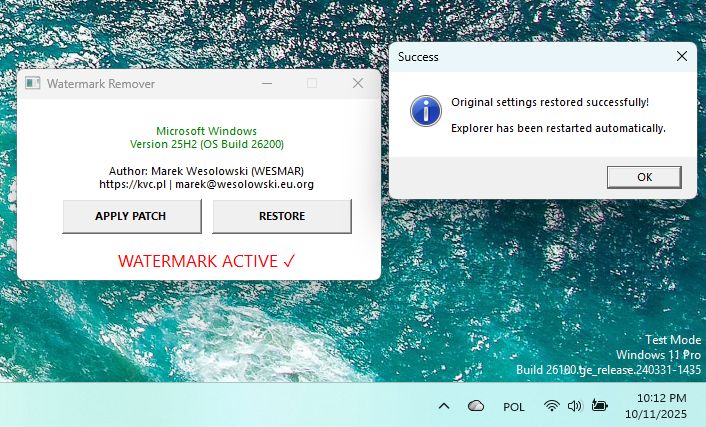 Watermark Remover
Microsoft Windows
Version 25H2 (OS Build 26200)
Author: Marek Wesolowski (WESMAR)
https://kvc.pl | marek@wesolowski.eu.org
APPLY PATCH
RESTORE
WATERMARK ACTIVE ✓
Success
Original settings restored successfully!
Explorer has been restarted automatically.
OK
Test Mode
Windows 11 Pro
Build 26100.ge_release.240331-1435
POL
10:12 PM
10/11/2025